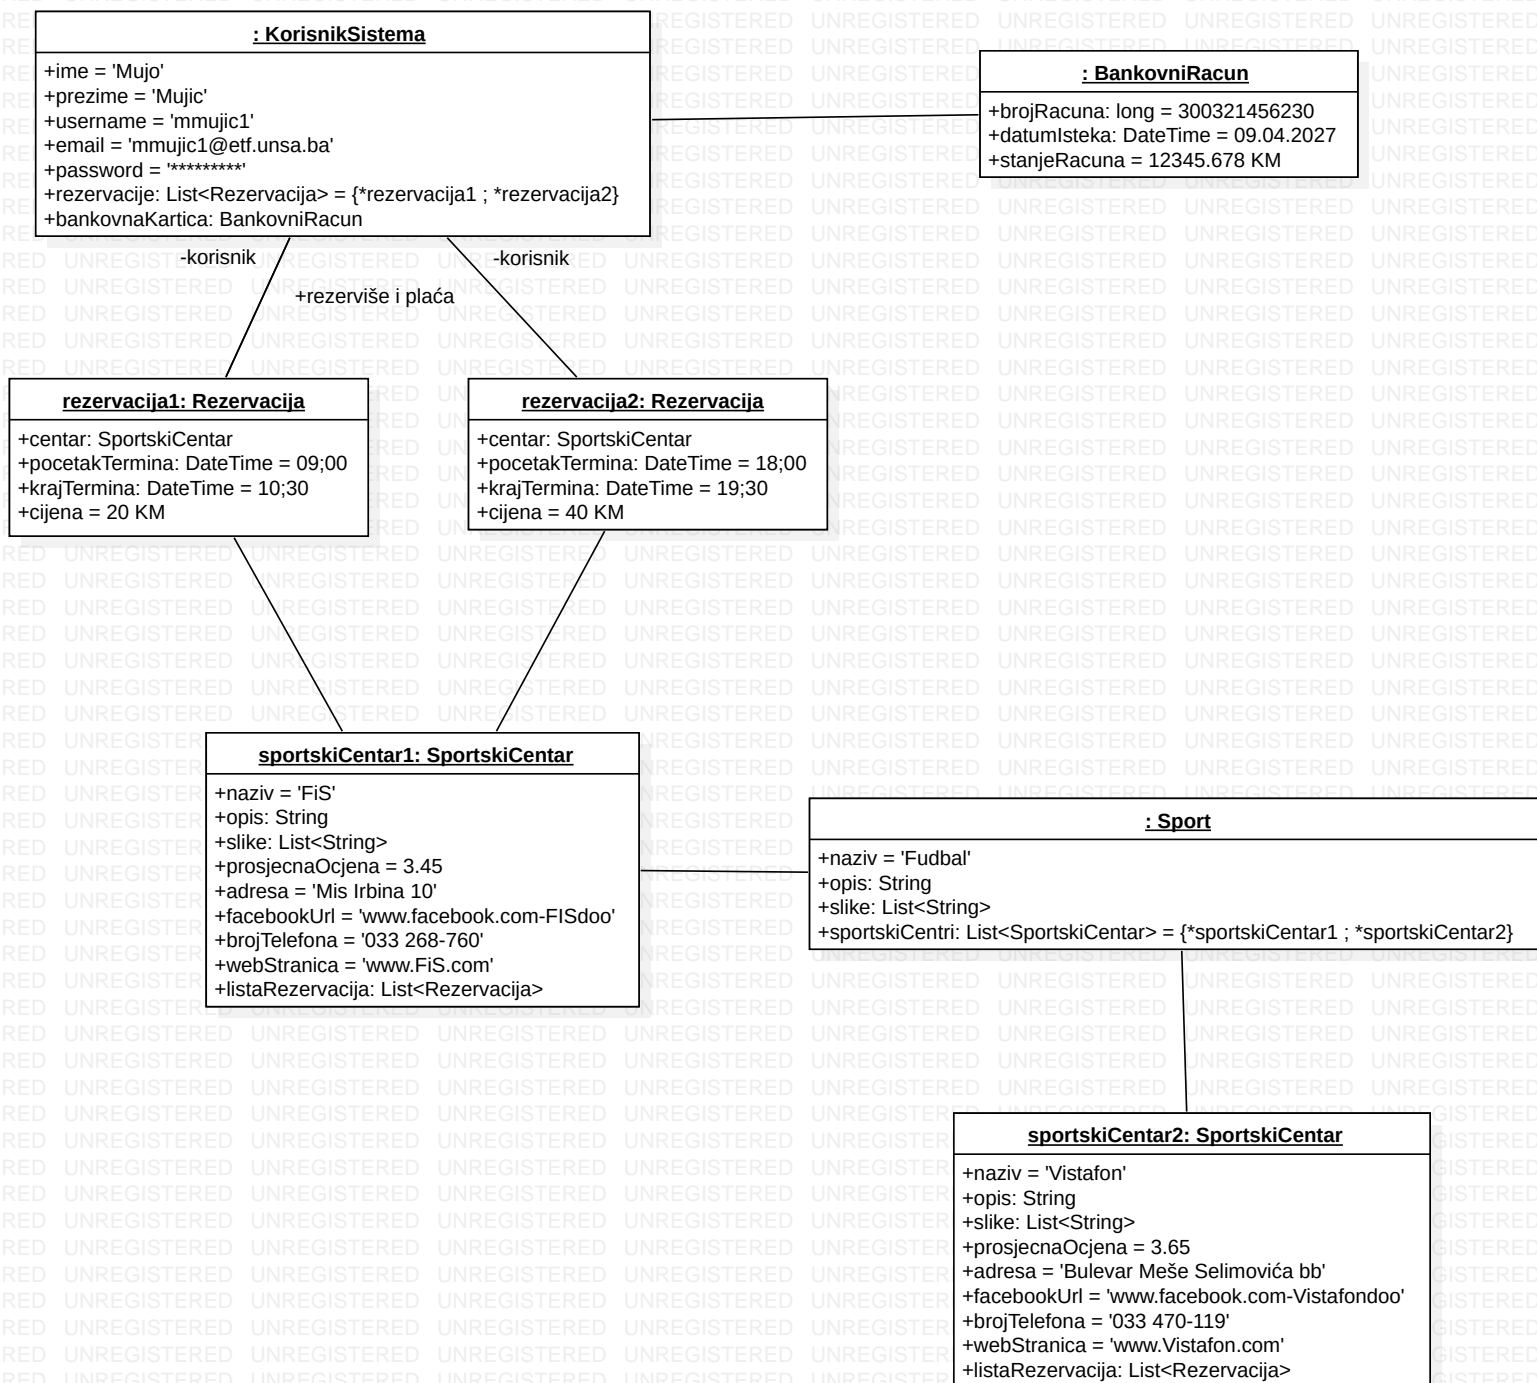 : KorisnikSistema
+ime = 'Mujo'
+prezime = 'Mujic'
+username = 'mmujic1'
+email = 'mmujic1@etf.unsa.ba'
+password = '*********'
+rezervacije: List<Rezervacija> = {*rezervacija1 ; *rezervacija2}
+bankovnaKartica: BankovniRacun
: BankovniRacun
+brojRacuna: long = 300321456230
+datumIsteka: DateTime = 09.04.2027
+stanjeRacuna = 12345.678 KM
-korisnik
-korisnik
+rezerviše i plaća
rezervacija1: Rezervacija
+centar: SportskiCentar
+pocetakTermina: DateTime = 09;00
+krajTermina: DateTime = 10;30
+cijena = 20 KM
rezervacija2: Rezervacija
+centar: SportskiCentar
+pocetakTermina: DateTime = 18;00
+krajTermina: DateTime = 19;30
+cijena = 40 KM
sportskiCentar1: SportskiCentar
+naziv = 'FiS'
+opis: String
+slike: List<String>
+prosjecnaOcjena = 3.45
+adresa = 'Mis Irbina 10'
+facebookUrl = 'www.facebook.com-FISdoo'
+brojTelefona = '033 268-760'
+webStranica = 'www.FiS.com'
+listaRezervacija: List<Rezervacija>
: Sport
+naziv = 'Fudbal'
+opis: String
+slike: List<String>
+sportskiCentri: List<SportskiCentar> = {*sportskiCentar1 ; *sportskiCentar2}
sportskiCentar2: SportskiCentar
+naziv = 'Vistafon'
+opis: String
+slike: List<String>
+prosjecnaOcjena = 3.65
+adresa = 'Bulevar Meše Selimovića bb'
+facebookUrl = 'www.facebook.com-Vistafondoo'
+brojTelefona = '033 470-119'
+webStranica = 'www.Vistafon.com'
+listaRezervacija: List<Rezervacija>
UNREGISTERED